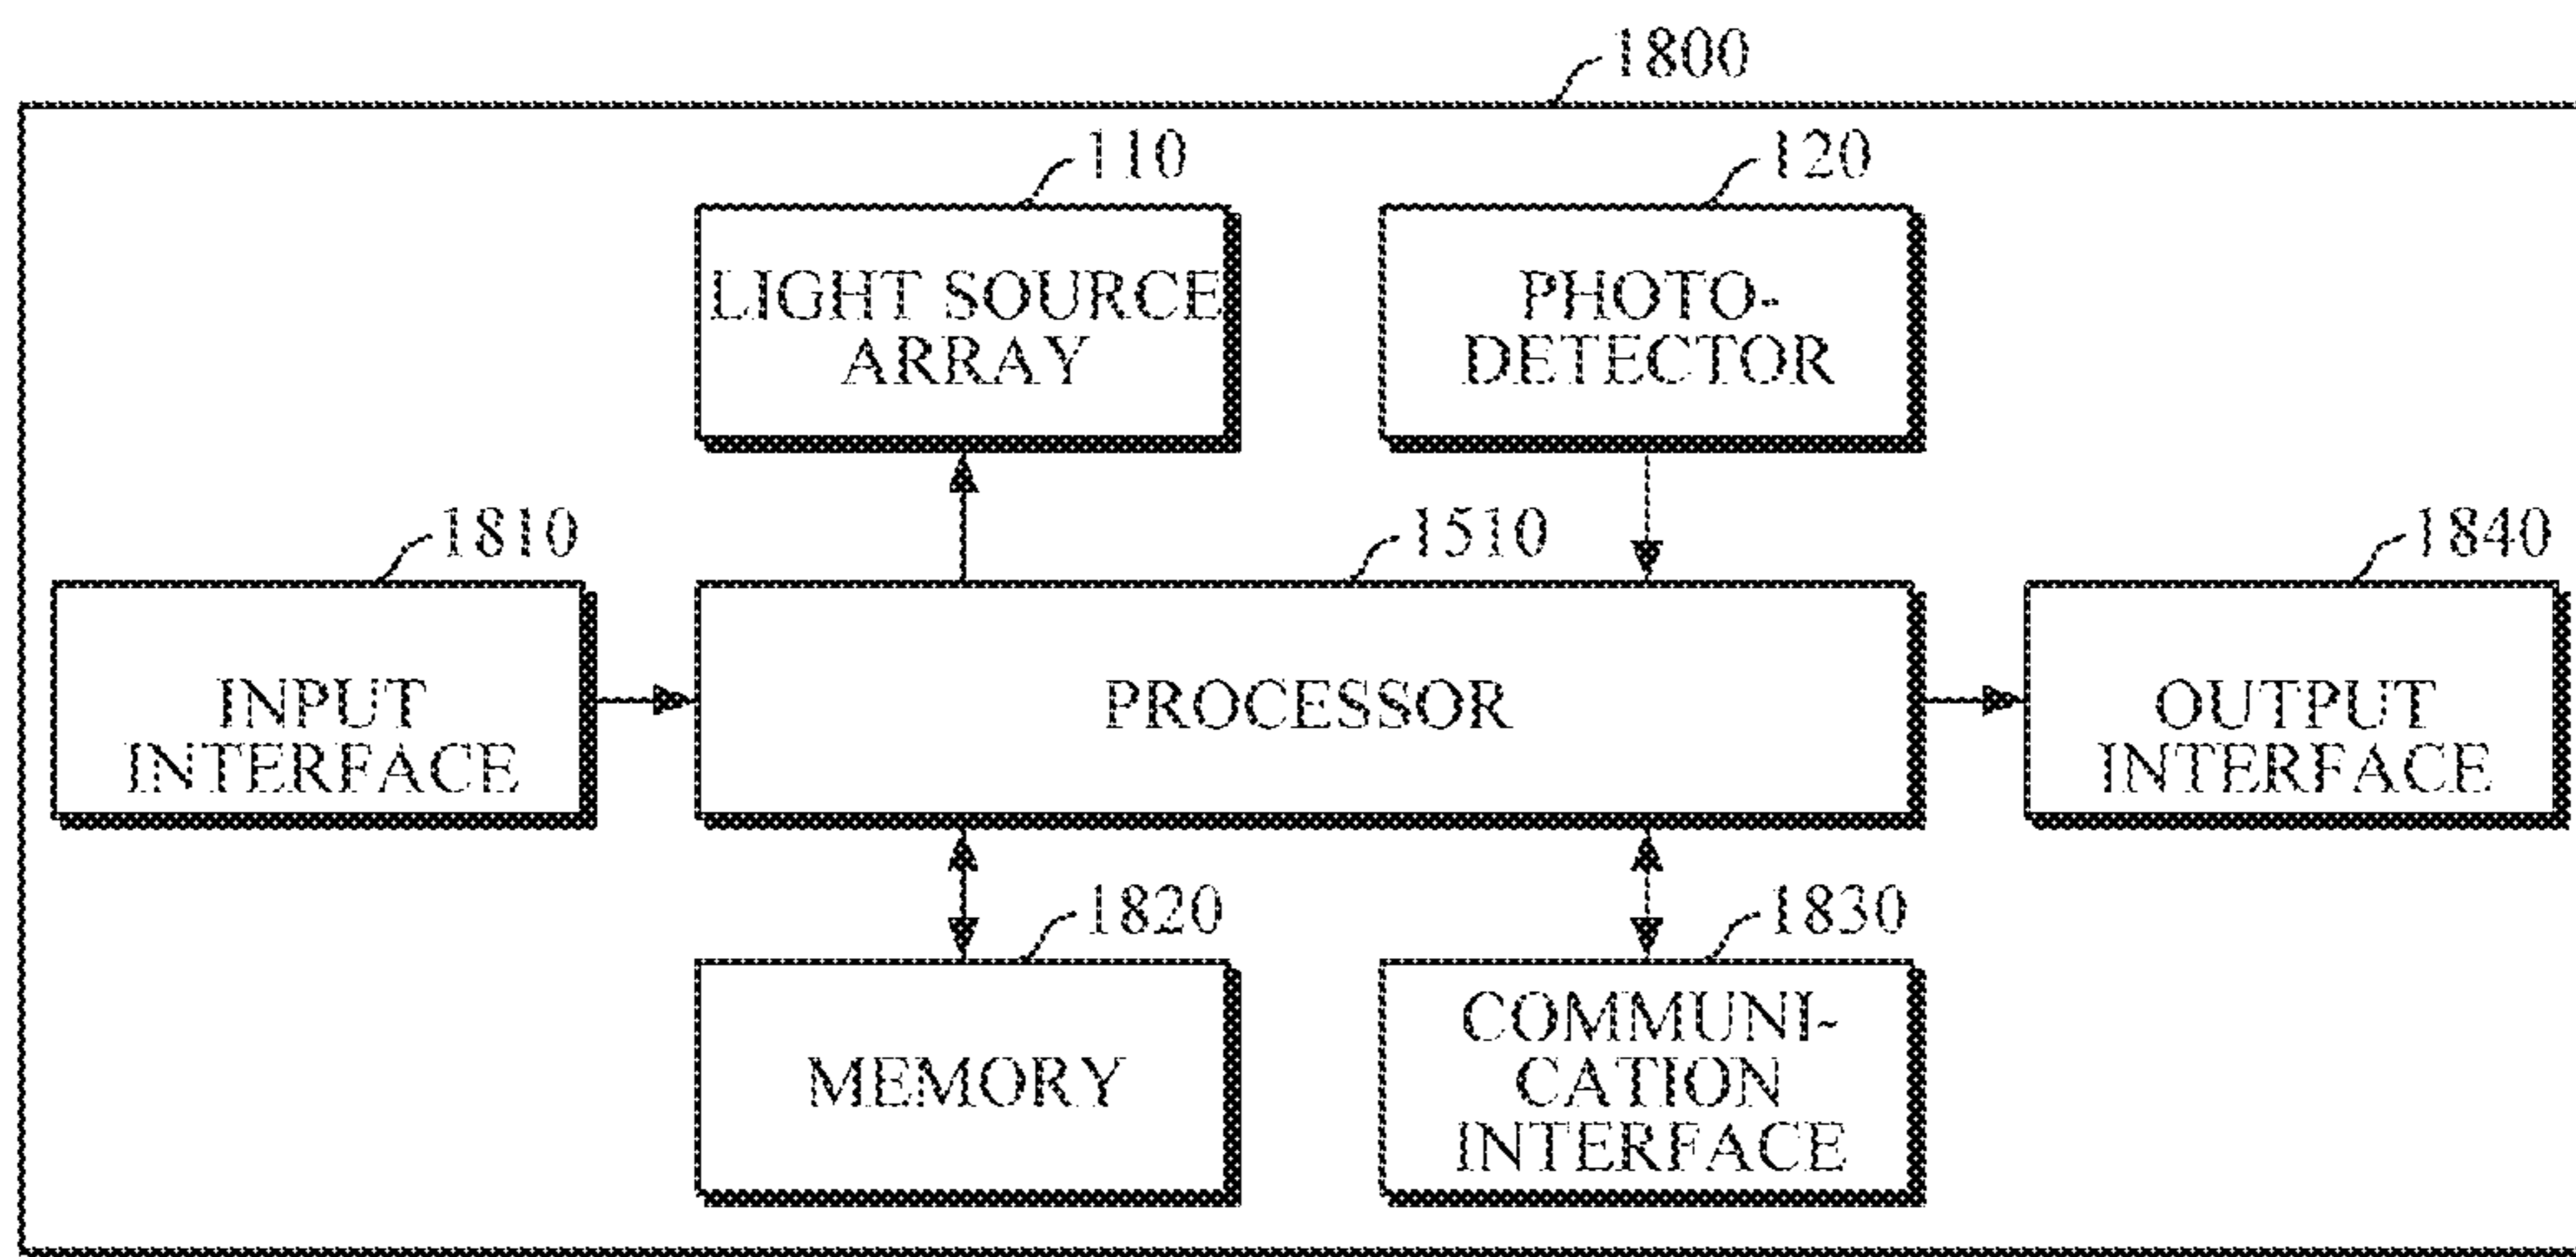 1800
110
120
LIGHT SOURCE
ARRAY
PHOTO-
DETECTOR
1810
1510
1840
INPUT
INTERFACE
PROCESSOR
OUTPUT
INTERFACE
1820
1830
MEMORY
COMMUNI-
CATION
INTERFACE